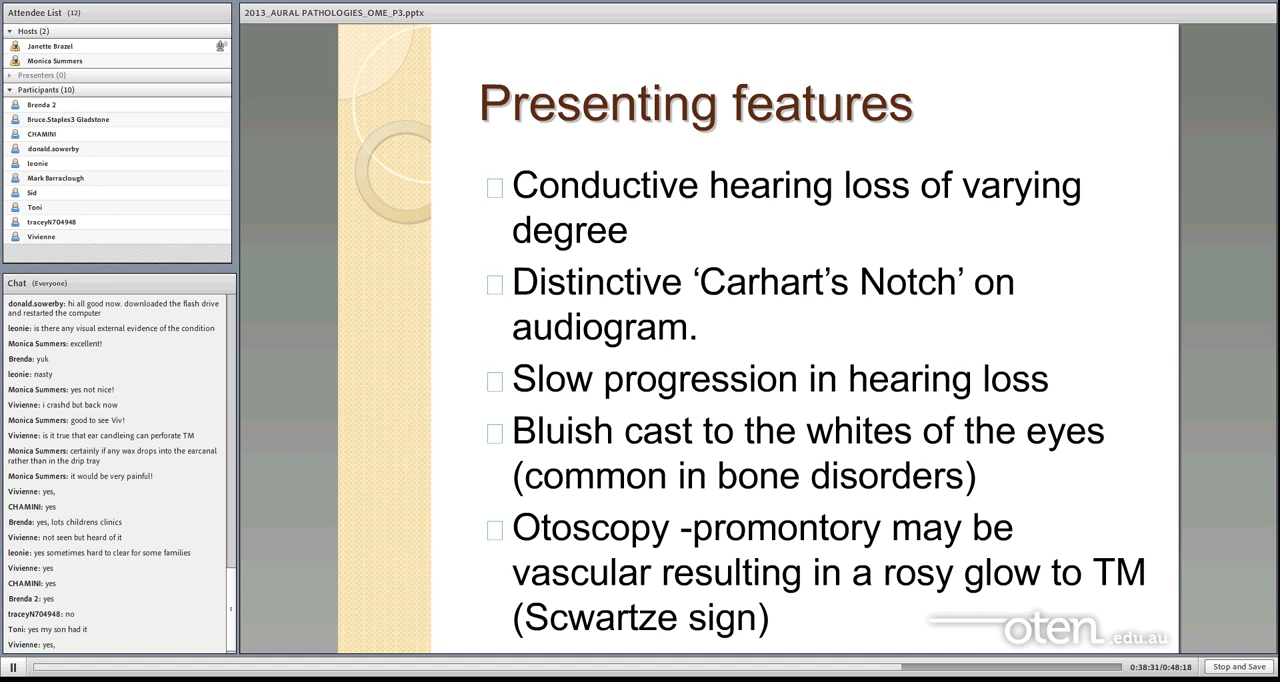 Attendee List (12)
Hosts (2)
Janette Brazel
Monica Summers
Presenters (0)
Participants (10)
Brenda 2
Bruce.Staples3 Gladstone
CHAMINI
donald.sowerby
leonie
Mark Barraclough
Sid
Toni
traceyN704948
Vivienne
Chat (Everyone)
donald.sowerby: hi all good now. downloaded the flash drive
and restarted the computer
leonie: is there any visual external evidence of the condition
Monica Summers: excellent!
Brenda: yuk
leonie: nasty
Monica Summers: yes not nice!
Vivienne: i crashd but back now
Monica Summers: good to see Viv!
Vivienne: is it true that ear candleing can perforate TM
Monica Summers: certainly if any wax drops into the earcanal
rather than in the drip tray
Monica Summers: it would be very painful!
Vivienne: yes,
CHAMINI: yes
Brenda: yes, lots childrens clinics
Vivienne: not seen but heard of it
leonie: yes sometimes hard to clear for some families
Vivienne: yes
CHAMINI: yes
Brenda 2: yes
traceyN704948: no
Toni: yes my son had it
Vivienne: yes,
2013_AURAL PATHOLOGIES_OME_P3.pptx
Presenting features
Conductive hearing loss of varying
degree
Distinctive ‘Carhart’s Notch’ on
audiogram.
Slow progression in hearing loss
Bluish cast to the whites of the eyes
(common in bone disorders)
Otoscopy -promontory may be
vascular resulting in a rosy glow to TM
(Scwartze sign)
oten.edu.au
0:38:31/0:48:18
Stop and Save